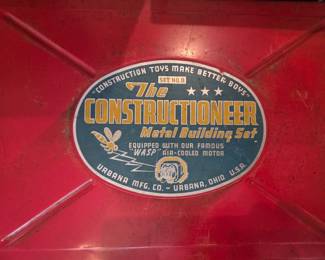 "CONSTRUCTION TOYS MAKE BETTER BOYS"
SET NO. 8
The
CONSTRUCTIONEER
Metal Building Set
EQUIPPED WITH OUR FAMOUS
"WASP" AIR-COOLED MOTOR
URBANA MFG. CO. - URBANA, OHIO U.S.A.